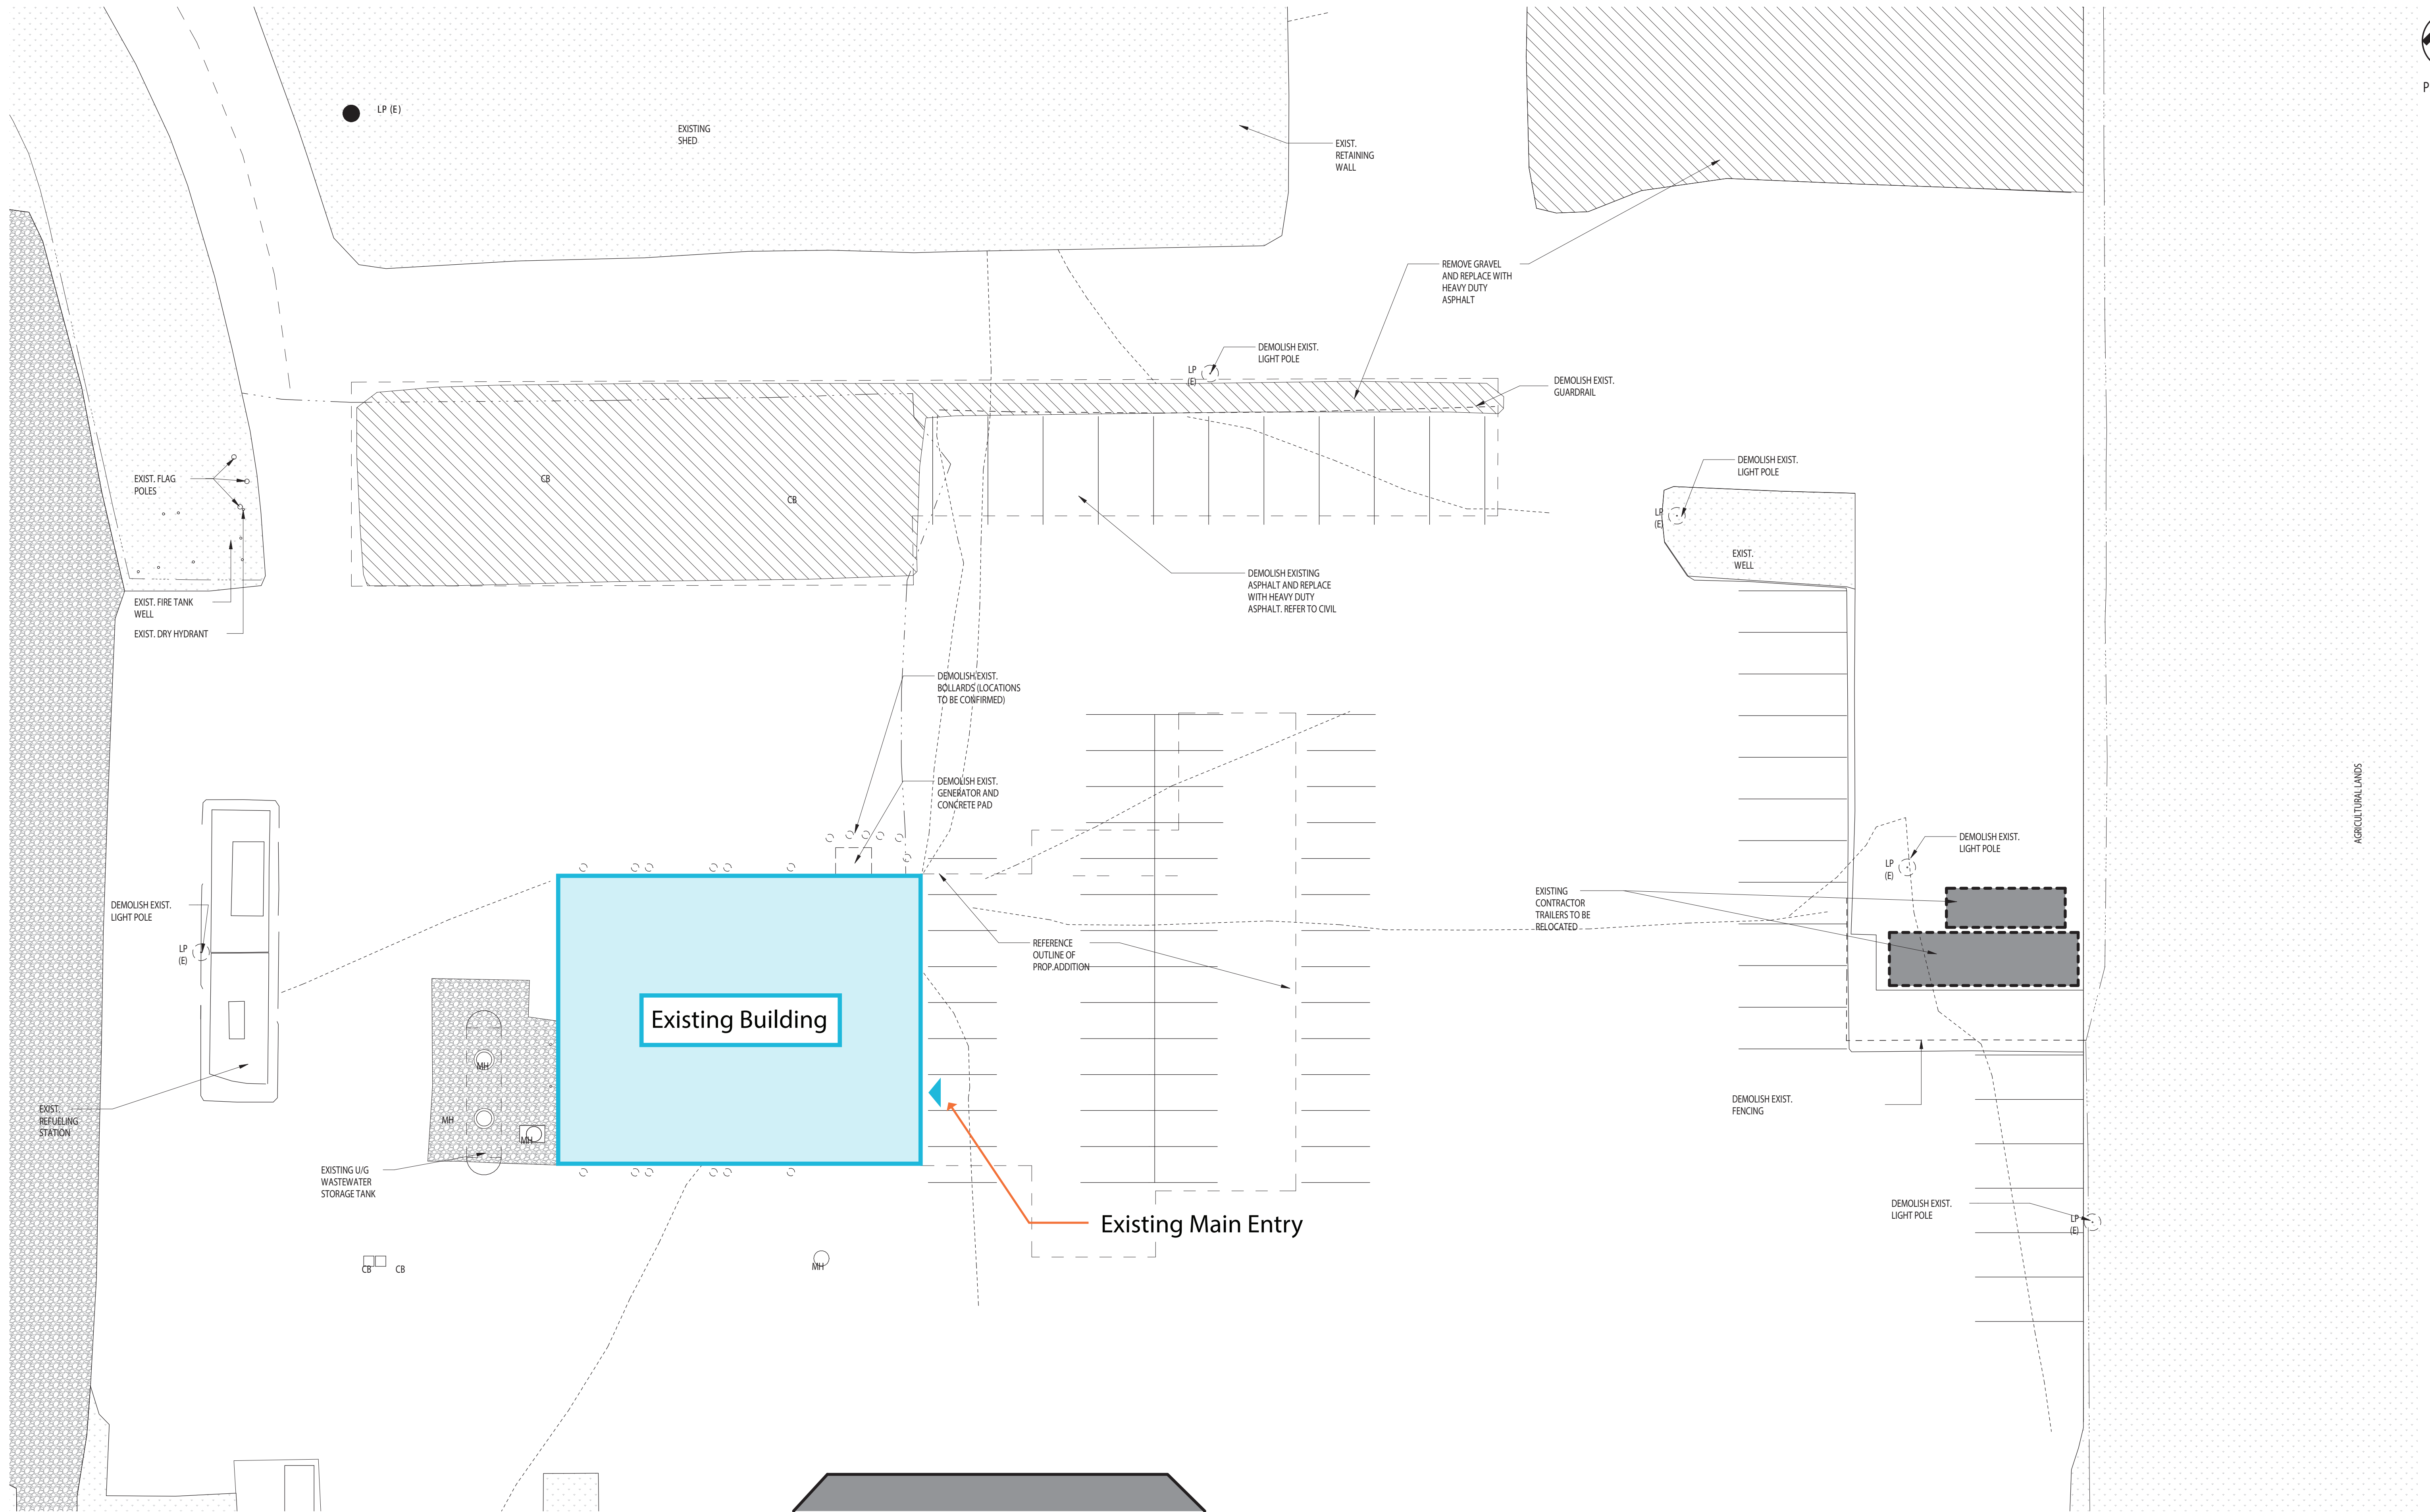 P
LP (E)
EXISTING
SHED
EXIST.
RETAINING
WALL
REMOVE GRAVEL
AND REPLACE WITH
HEAVY DUTY
ASPHALT
DEMOLISH EXIST.
LIGHT POLE
LP
(E)
DEMOLISH EXIST.
GUARDRAIL
EXIST. FLAG
POLES
CB
CB
DEMOLISH EXIST.
LIGHT POLE
LP
(E)
EXIST.
WELL
DEMOLISH EXISTING
ASPHALT AND REPLACE
WITH HEAVY DUTY
ASPHALT. REFER TO CIVIL
EXIST. FIRE TANK
WELL
EXIST. DRY HYDRANT
DEMOLISH EXIST.
BOLLARDS (LOCATIONS
TO BE CONFIRMED)
DEMOLISH EXIST.
GENERATOR AND
CONCRETE PAD
AGRICULTURAL LANDS
DEMOLISH EXIST.
LIGHT POLE
LP
(E)
EXISTING
CONTRACTOR
TRAILERS TO BE
RELOCATED
DEMOLISH EXIST.
LIGHT POLE
LP
(E)
REFERENCE
OUTLINE OF
PROP.ADDITION
Existing Building
MH
MH
MH
EXIST.
REFUELING
STATION
DEMOLISH EXIST.
FENCING
EXISTING U/G
WASTEWATER
STORAGE TANK
Existing Main Entry
DEMOLISH EXIST.
LIGHT POLE
LP
(E)
CB
CB
MH